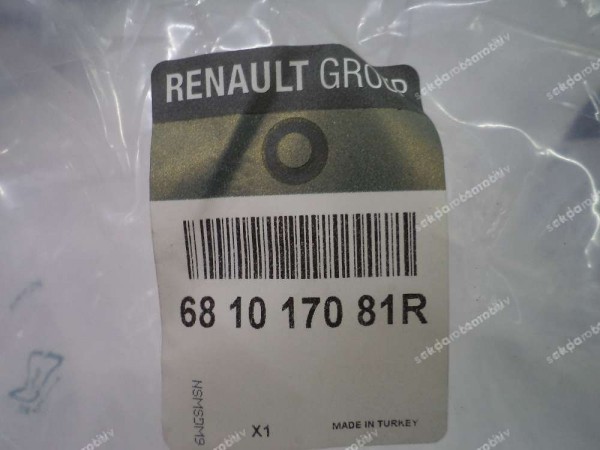 RENAULT GROUP
68 10 170 81R
X1
MADE IN TURKEY